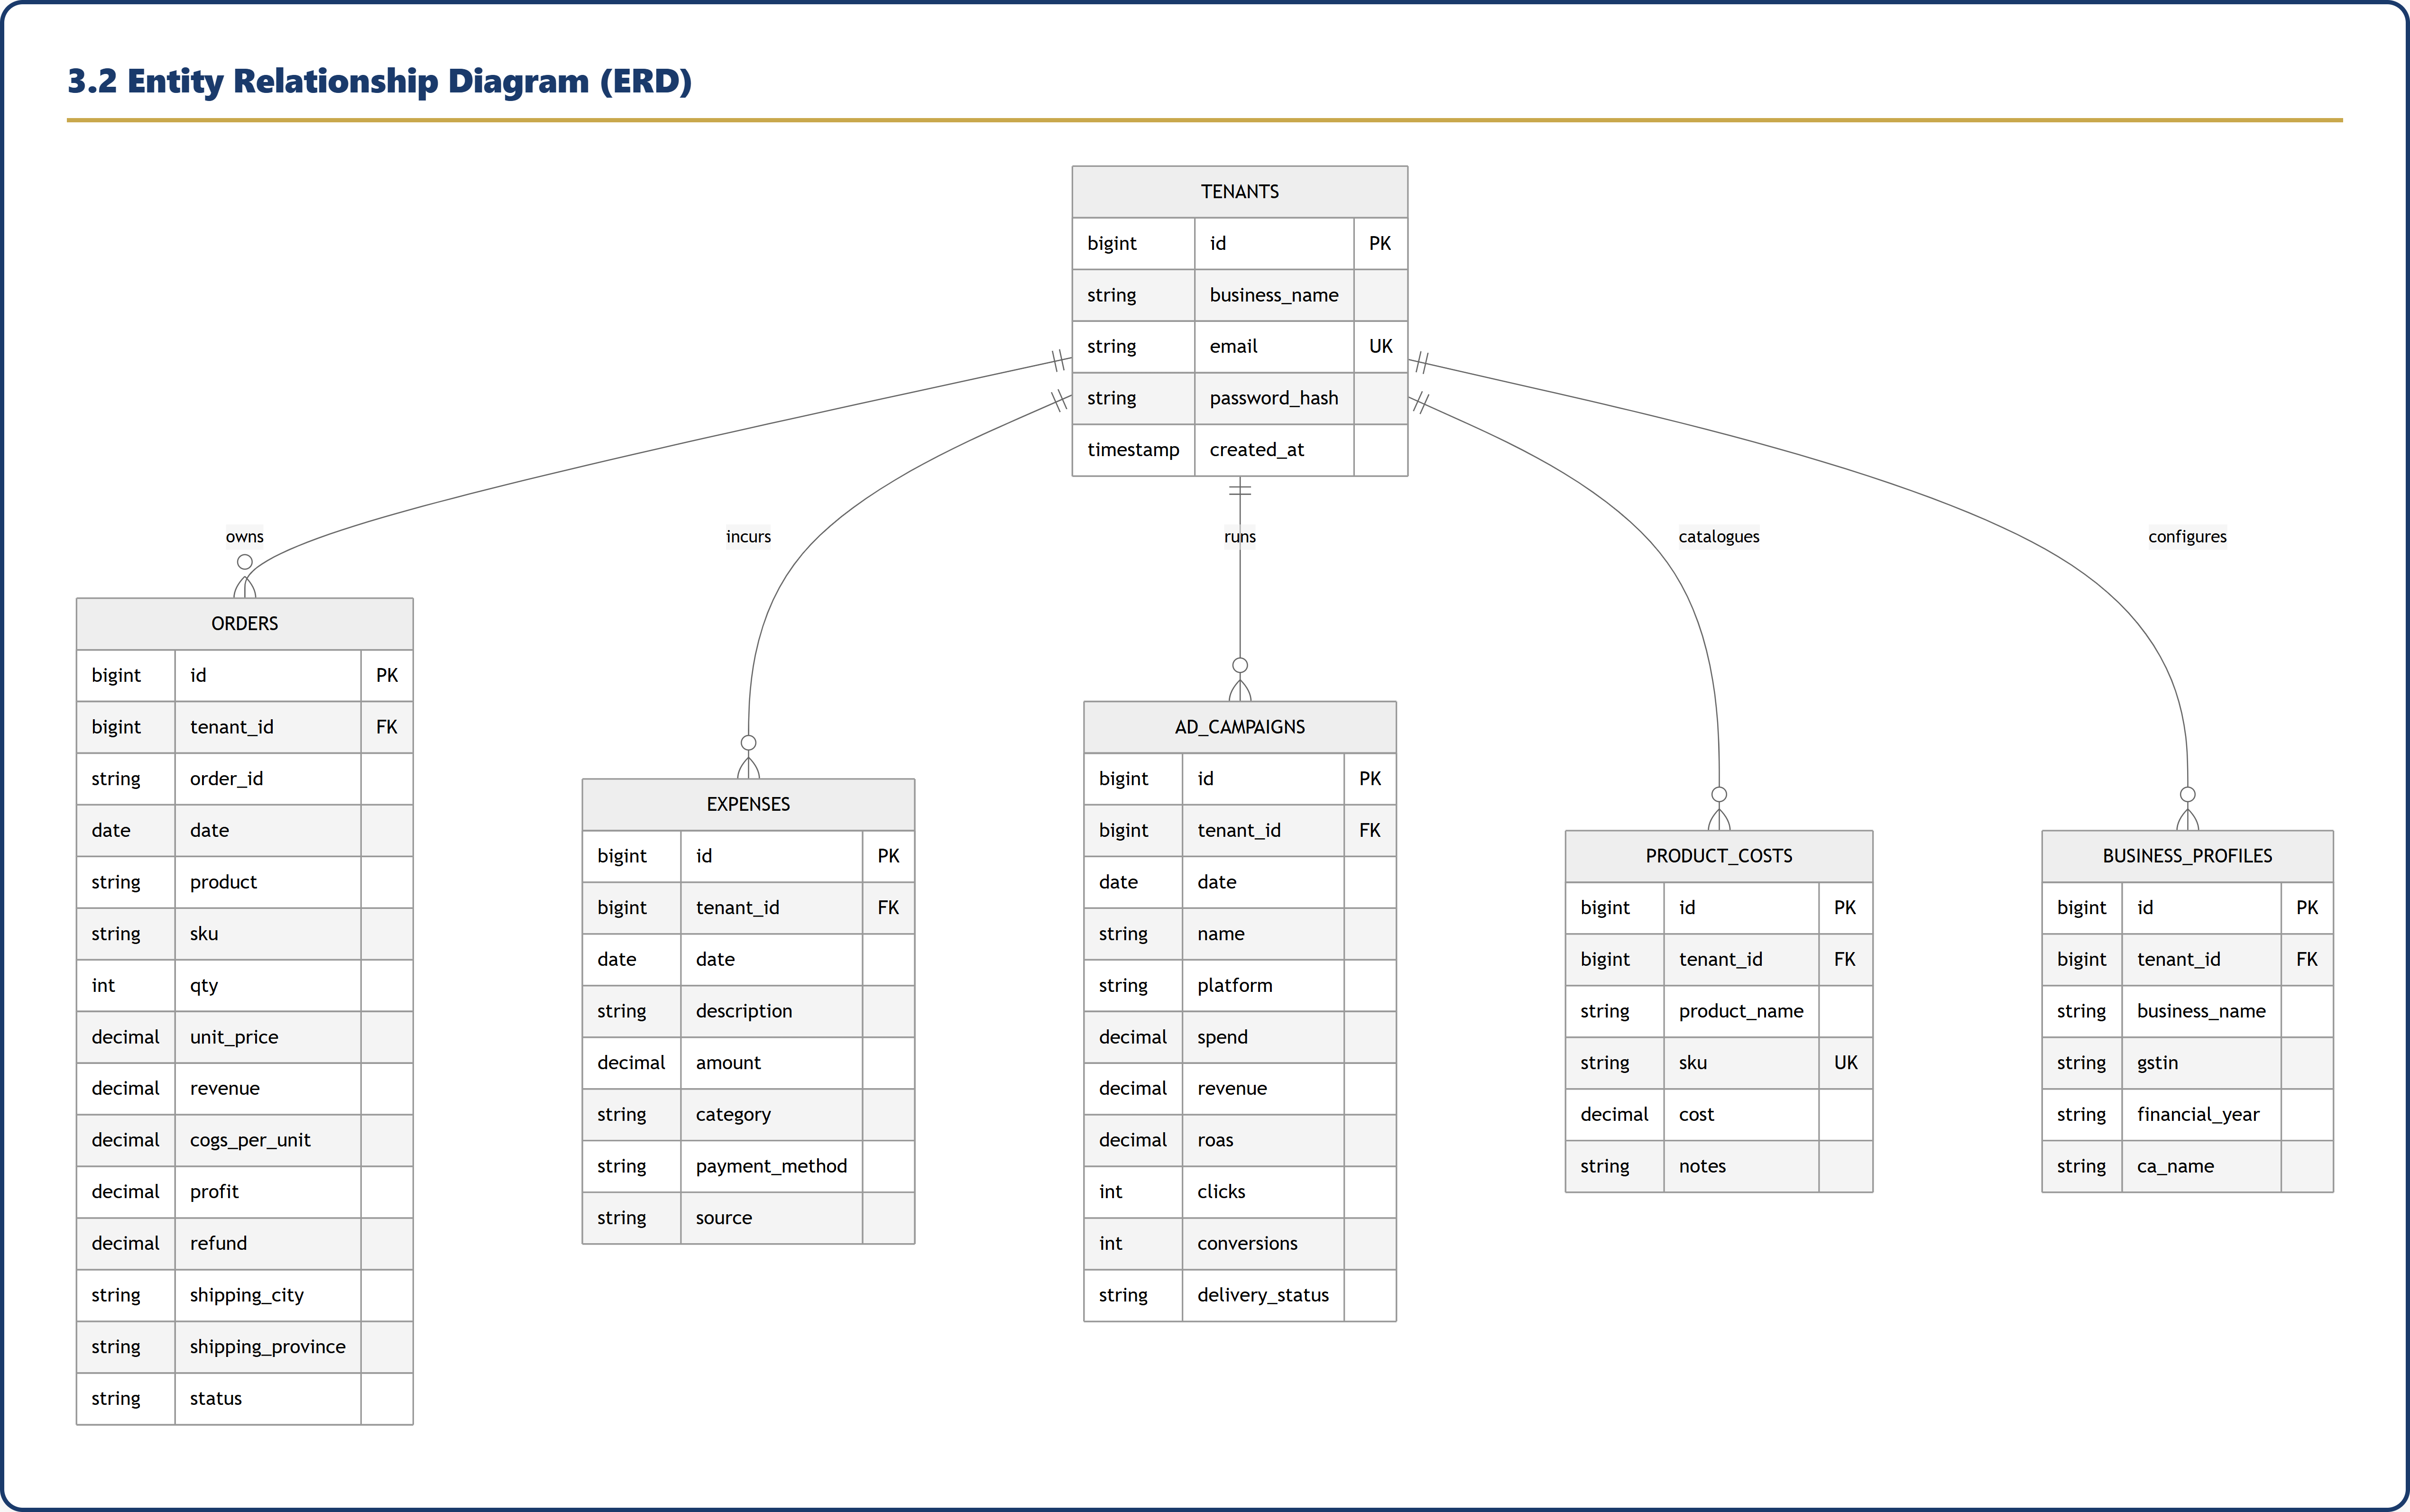 3.2 Entity Relationship Diagram (ERD)
TENANTS
bigint id PK
string business_name
string email UK
string password_hash
timestamp created_at
owns
incurs
runs
catalogues
configures
ORDERS
bigint id PK
bigint tenant_id FK
string order_id
date date
string product
string sku
int qty
decimal unit_price
decimal revenue
decimal cogs_per_unit
decimal profit
decimal refund
string shipping_city
string shipping_province
string status
EXPENSES
bigint id PK
bigint tenant_id FK
date date
string description
decimal amount
string category
string payment_method
string source
AD_CAMPAIGNS
bigint id PK
bigint tenant_id FK
date date
string name
string platform
decimal spend
decimal revenue
decimal roas
int clicks
int conversions
string delivery_status
PRODUCT_COSTS
bigint id PK
bigint tenant_id FK
string product_name
string sku UK
decimal cost
string notes
BUSINESS_PROFILES
bigint id PK
bigint tenant_id FK
string business_name
string gstin
string financial_year
string ca_name